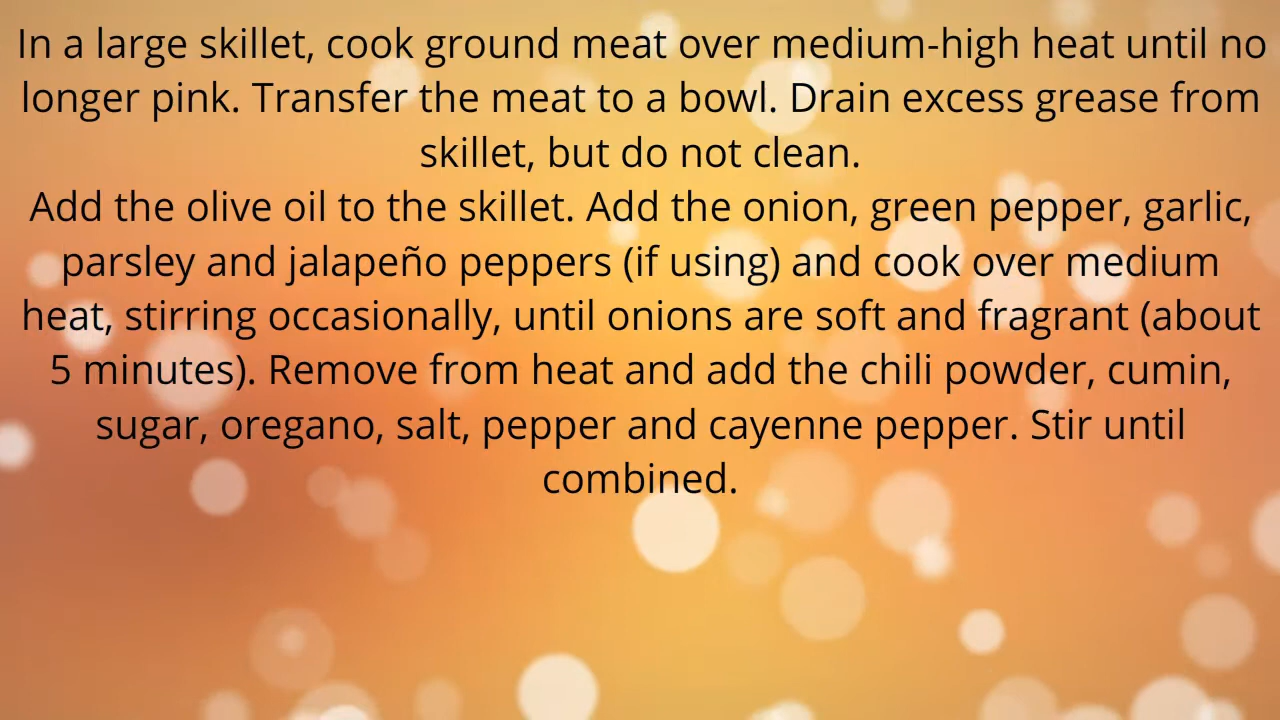 In a large skillet, cook ground meat over medium-high heat until no
longer pink. Transfer the meat to a bowl. Drain excess grease from
skillet, but do not clean.
Add the olive oil to the skillet. Add the onion, green pepper, garlic,
parsley and jalapeño peppers (if using) and cook over medium
heat, stirring occasionally, until onions are soft and fragrant (about
5 minutes). Remove from heat and add the chili powder, cumin,
sugar, oregano, salt, pepper and cayenne pepper. Stir until
combined.